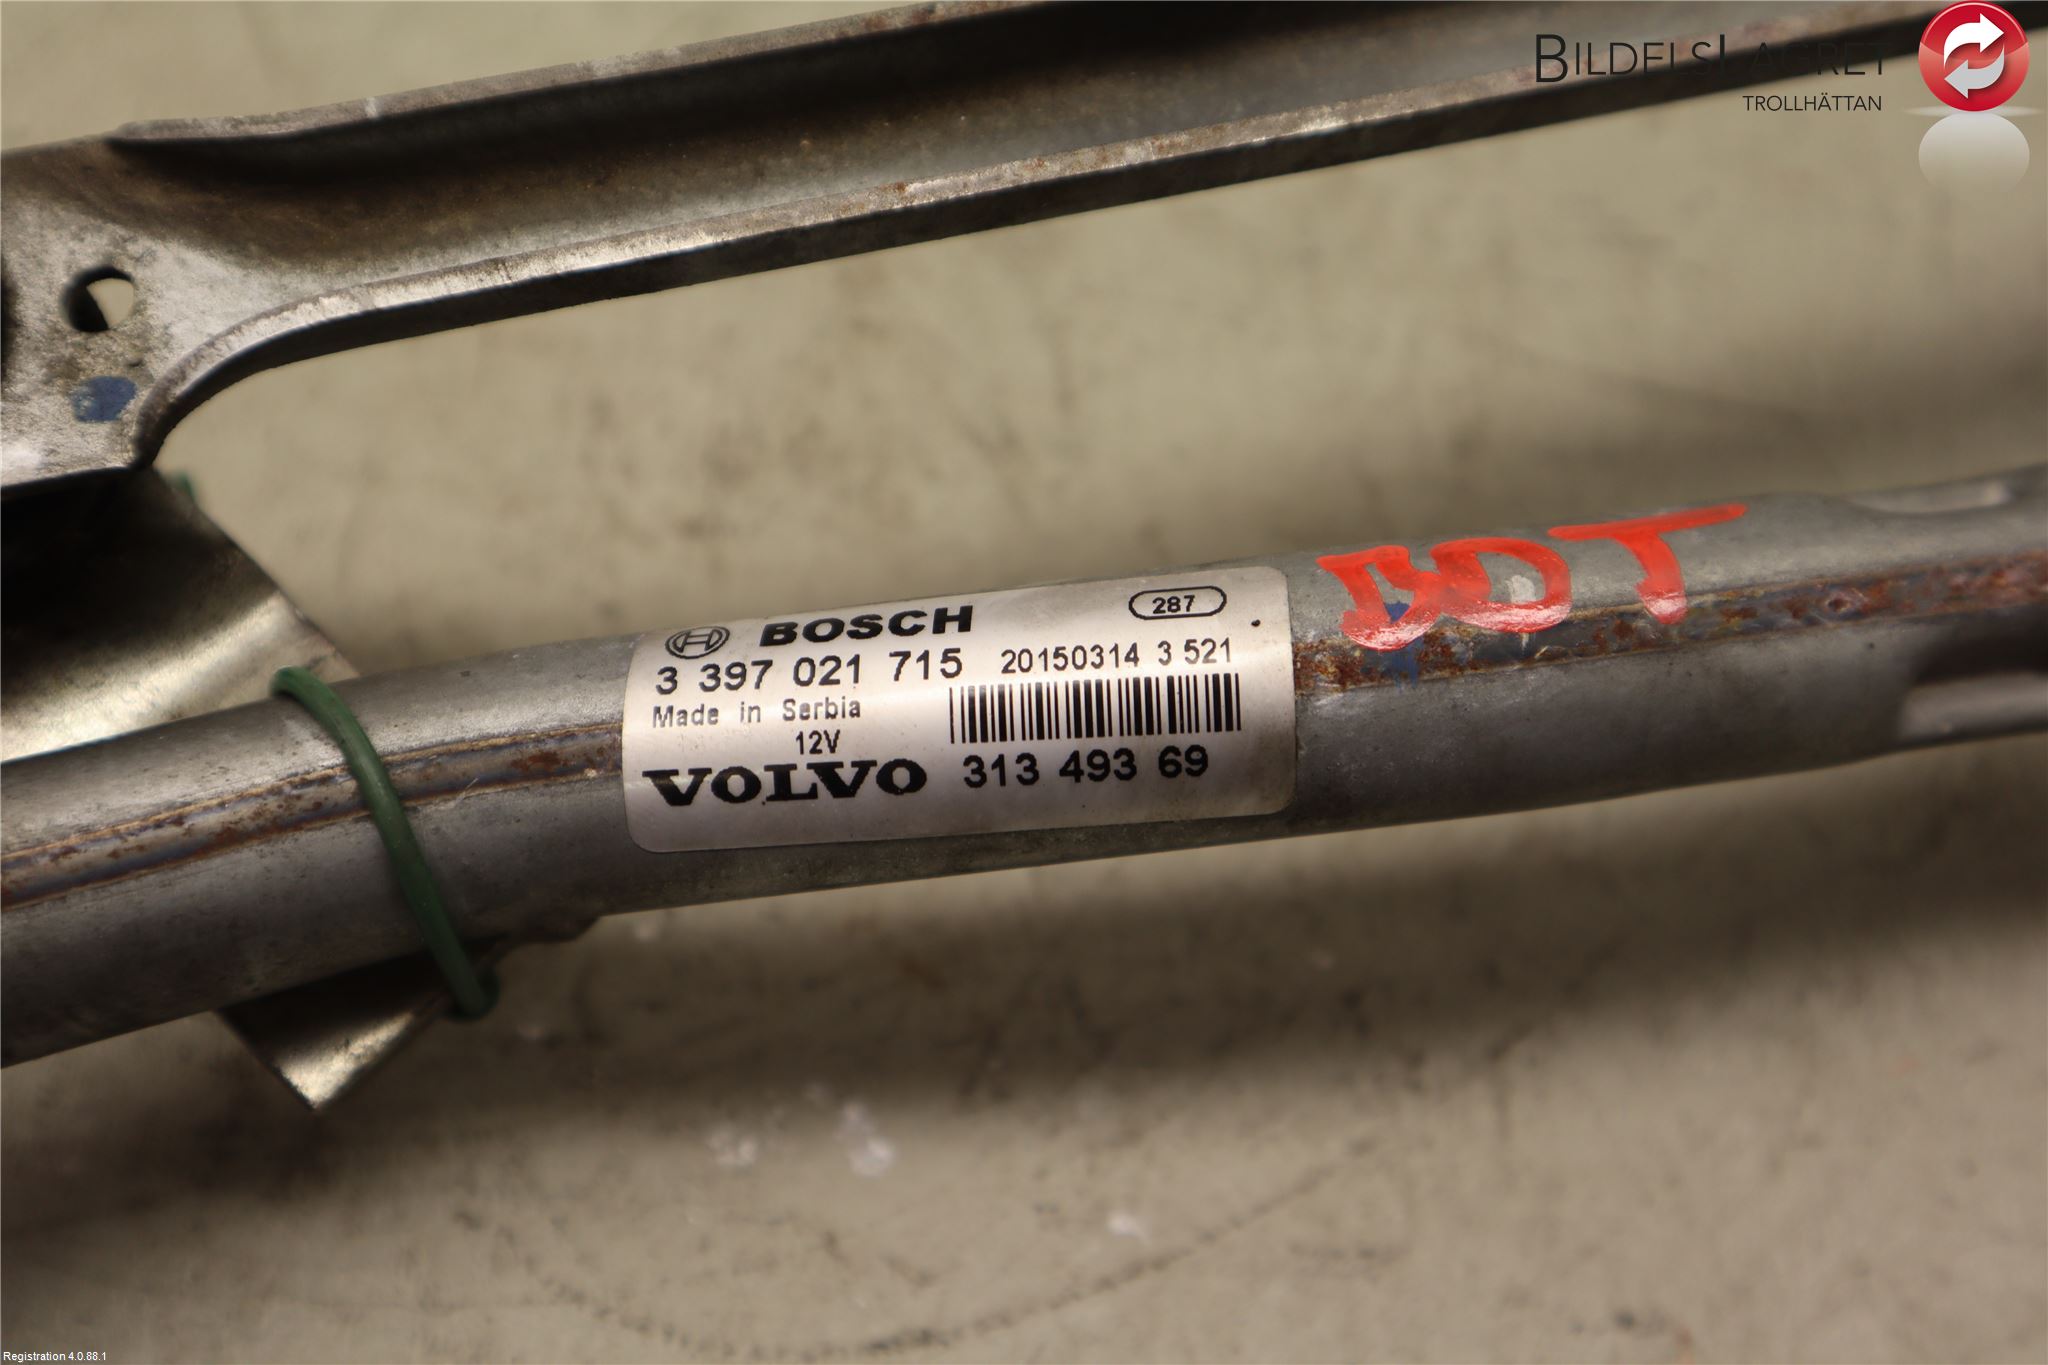 BILDELSLAGRET
TROLLHÄTTAN
BOT
BOSCH 287
3 397 021 715 20150314 3 521
Made in Serbia
12V
VOLVO 313 493 69
Registration 4.0.88.1